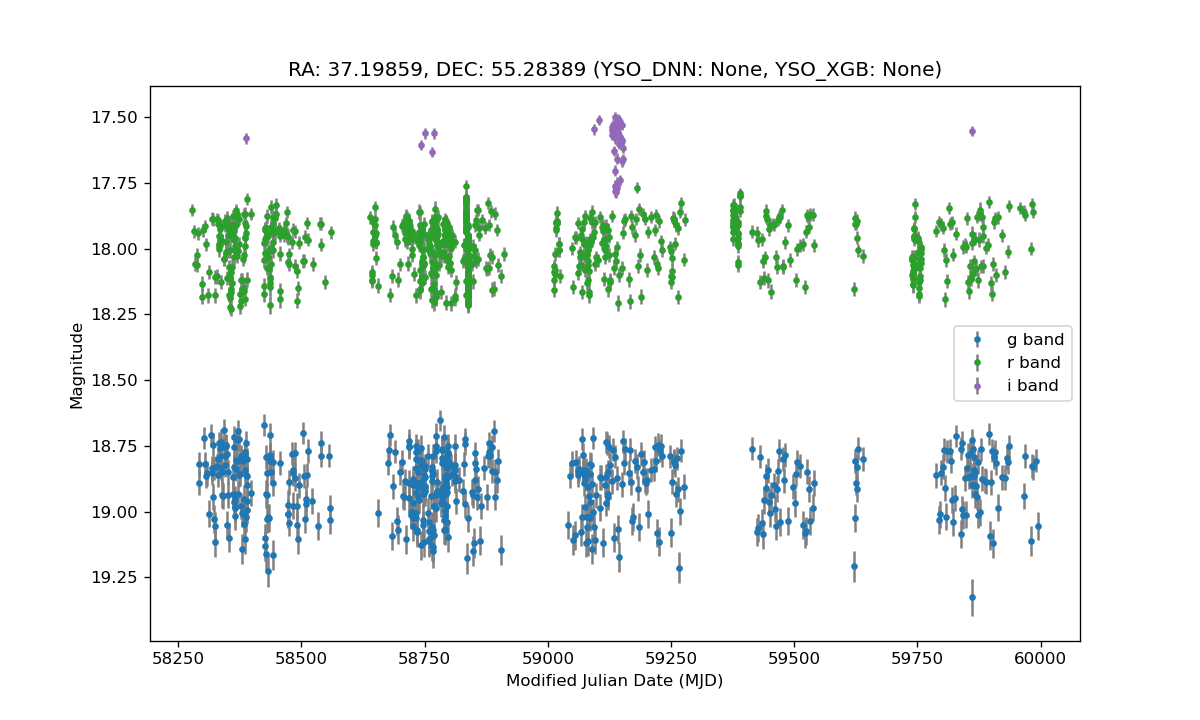 RA: 37.19859, DEC: 55.28389 (YSO_DNN: None, YSO_XGB: None)
17.50
17.75
18.00
18.25
18.50
18.75
19.00
19.25
Magnitude
g band
r band
i band
58250 58500 58750 59000 59250 59500 59750 60000
Modified Julian Date (MJD)